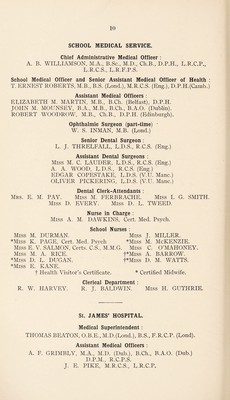 10
SCHOOL MEDICAL SERVICE.
Chief Administrative Medical Officer :
A. B. WILLIAMSON, M.A., B.Sc., M.D., Ch.B., D.P.H., L.R.C.P.,
L.R.C.S., L.R.F.P.S.
School Medical Officer and Senior Assistant Medical Officer of Health :
T. ERNEST ROBERTS, M.B., B.S. (Lond.), M.R.C.S. (Eng.), D.P.H.(Camb.)
Assistant Medical Officers :
ELIZABETH M. MARTIN, M.B., B.Ch. (Belfast), D.P.H.
JOHN M. MOUNSEY, B.A., M.B., B.Ch., B.A.O. (Dublin).
ROBERT WOODROW, M.B., Ch.B., D.P.H. (Edinburgh).
Ophthalmic Surgeon (part-time)
W. S. INMAN, M.B. (Lond.)
Senior Dental Surgeon :
L. J. THRELFALL, L.D.S., R.C.S. (Eng.)
Assistant Dental Surgeons :
MISS M. C. LAUDER, L.D.S., R.C.S. (Eng.)
A. A. WOOD, L.D.S., R.C.S. (Eng.)
EDGAR COPESTAKE, L.D.S. (V.U. Manc.)
OLIVER PICKERING, L.D.S. (V.U. Manc.)
Dental Clerk-Attendants :
MRS. R. M. PAY. MISS M. FERBRACHE. MISS I. G. SMITH.
MISS D. EVERY. MISS D. L. TWEED.
Nurse in Charge :
MISS A. M. DAWKINS, Cert. Med. Psych.
School Nurses :
MISS M. DURMAN. MISS J. MILLER.
*MISS K. PAGE, Cert. Med. Psych *MISS M. McKENZIE.
MISS E. V. SALMON, Certs. C.S., M.M.G. MISS C. O'MAHONEY.
MISS M. A. RICE. †*MISS A. BARROW.
*MISS D. L. DUGAN. †*MISS D. M. WATTS.
*MISS E. KANE.
† Health Visitor's Certificate. * Certified Midwife.
Clerical Department :
R. W. HARVEY. R. J. BALDWIN. MISS H. GUTHRIE.
St. JAMES' HOSPITAL.
Medical Superintendent :
THOMAS BEATON, O.B.E., M.D.(Lond.), B.S., F.R.C.P. (Lond).
Assistant Medical Officers :
A. F. GRIMBLY, M.A., M.D. (Dub.), B.Ch., B.A.O. (Dub.)
D.P.M., R.C.P.S.
J. E. PIKE, M.R.C.S., L.R.C.P.